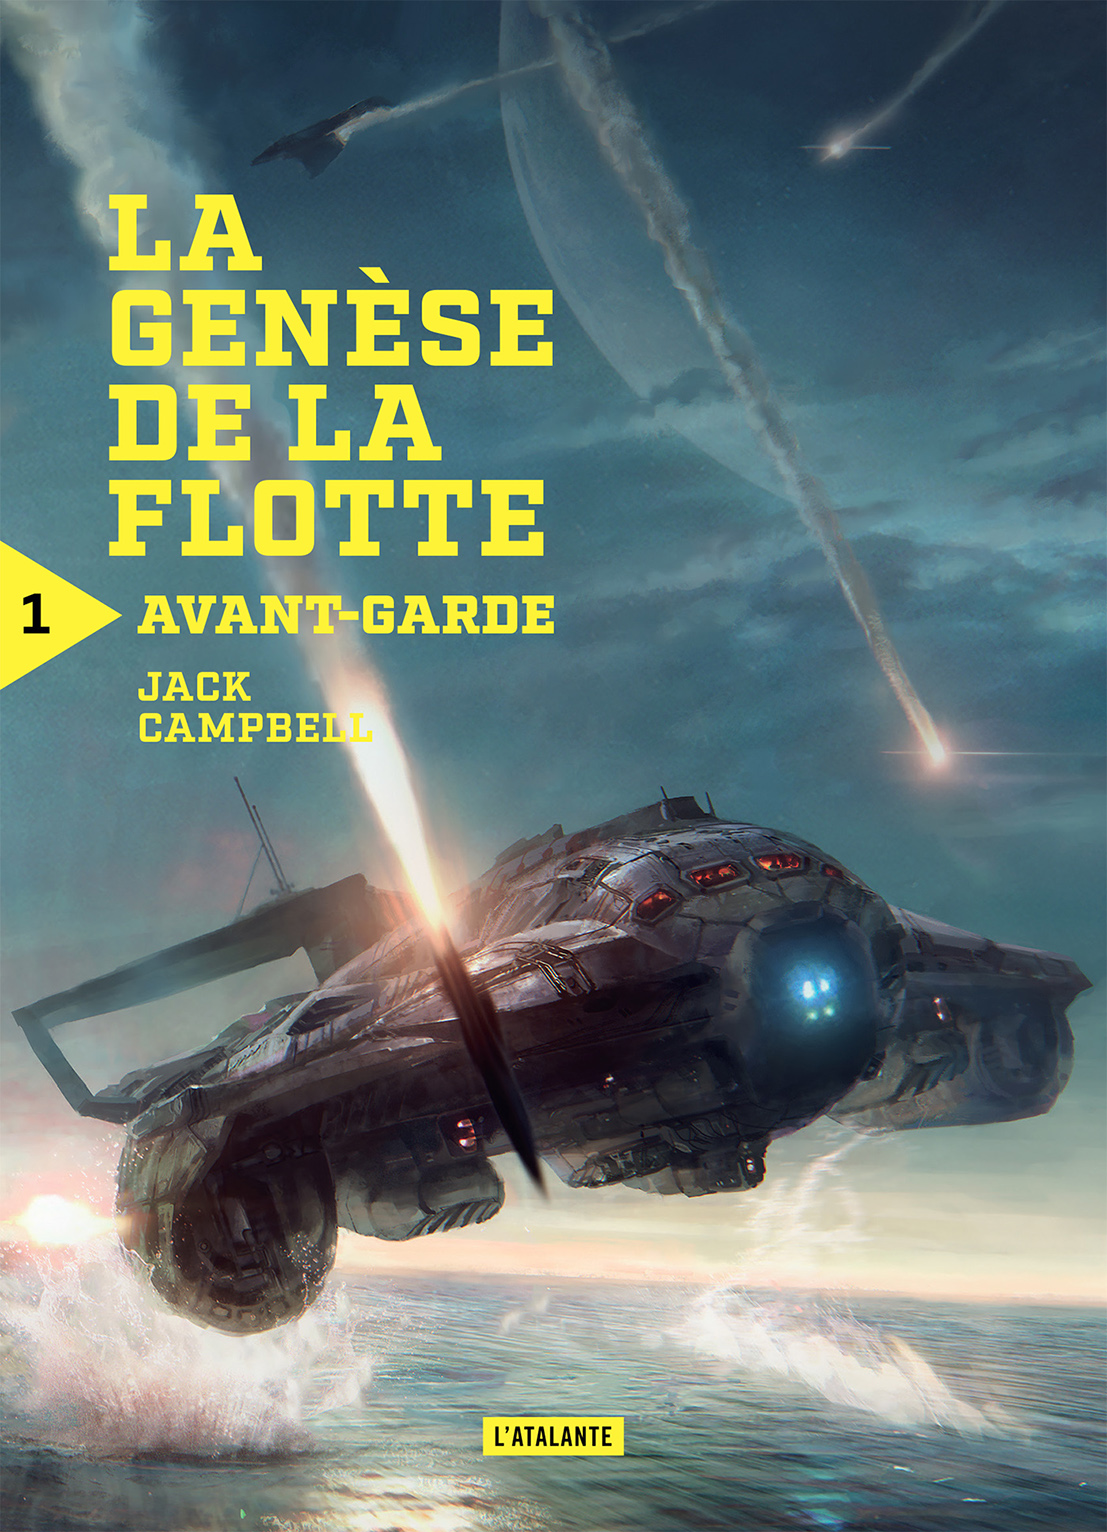 LA
GENÈSE
DE LA
FLOTTE
1
AVANT-GARDE
JACK
CAMPBELL
L'ATALANTE